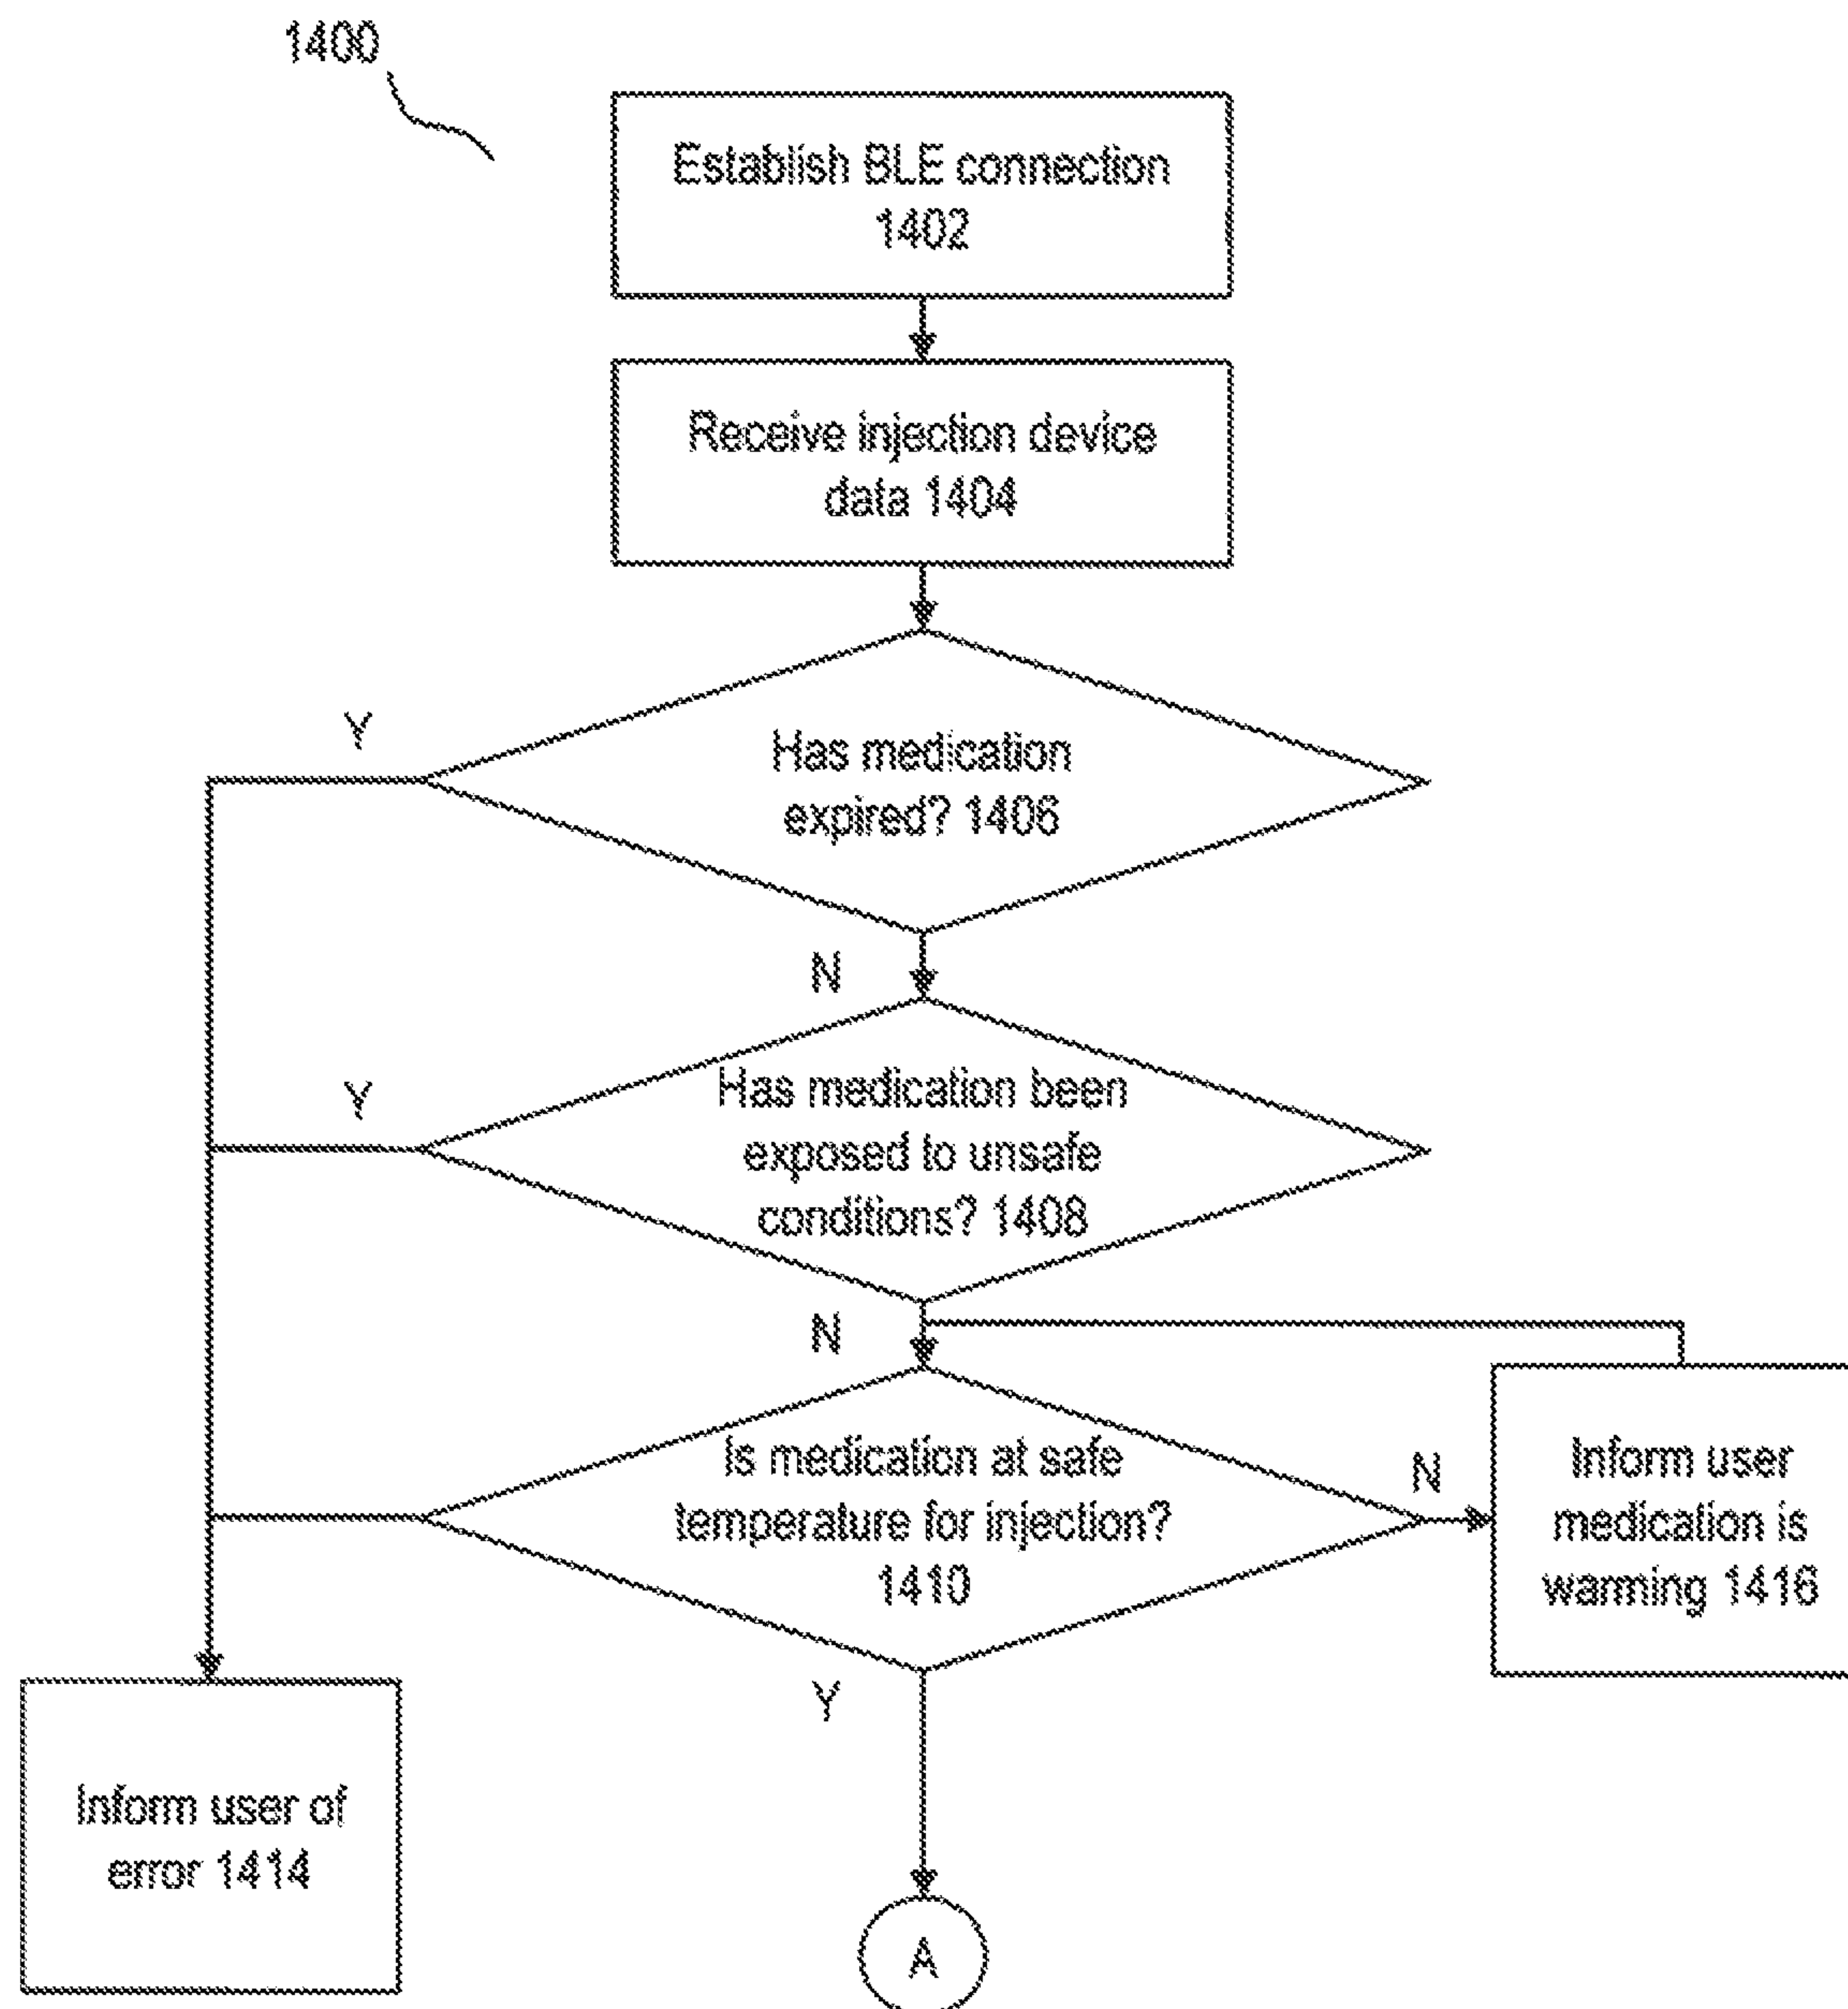 1400
Establish BLE connection
1402
Receive injection device
data 1404
Y
Has medication
expired? 1406
N
Y
Has medication been
exposed to unsafe
conditions? 1408
N
Is medication at safe
temperature for injection?
1410
N
Inform user
medication is
warming 1416
Y
Inform user of
error 1414
A